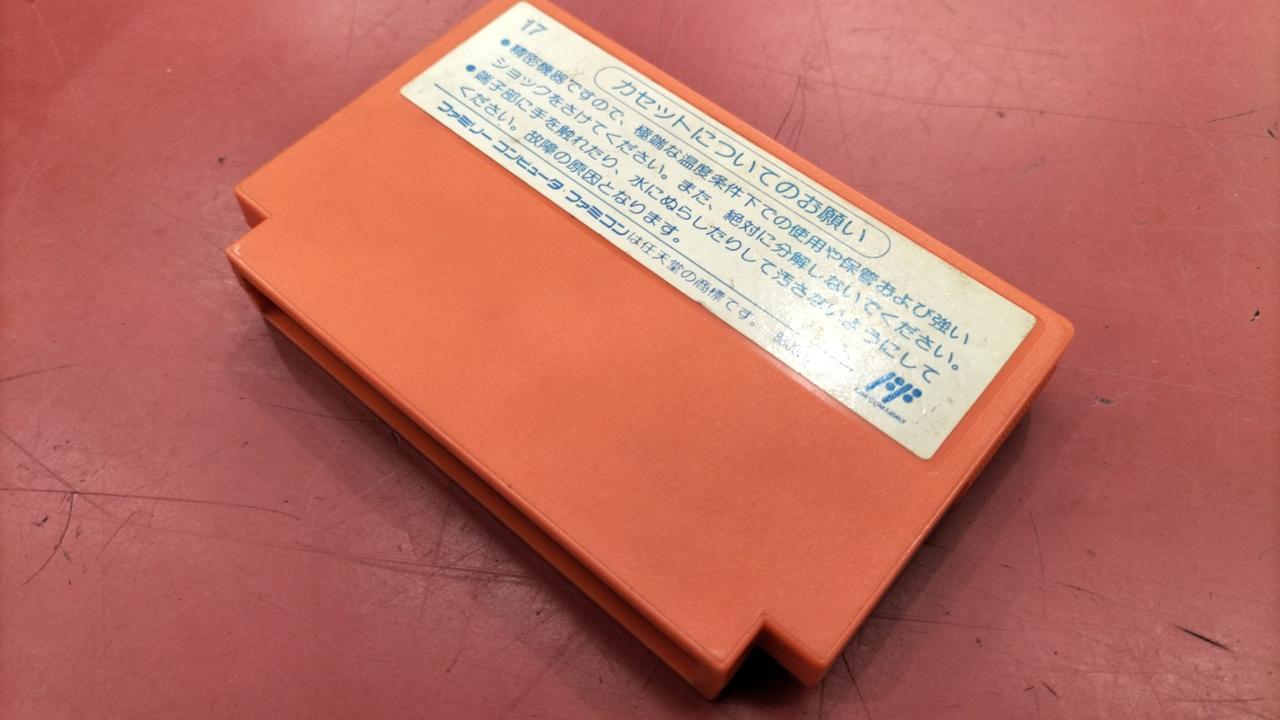 17
カセットについてのお願い
●精密機器ですので、極端な温度条件下での使用や保管および強い
ショックをさけてください。また、絶対に分解しないでください。
●端子部に手を触れたり、水にぬらしたりして汚さないようにして
ください。故障の原因となります。
ファミリーコンピュータ・ファミコンは任天堂の商標です。
FAMICOM FAMILY